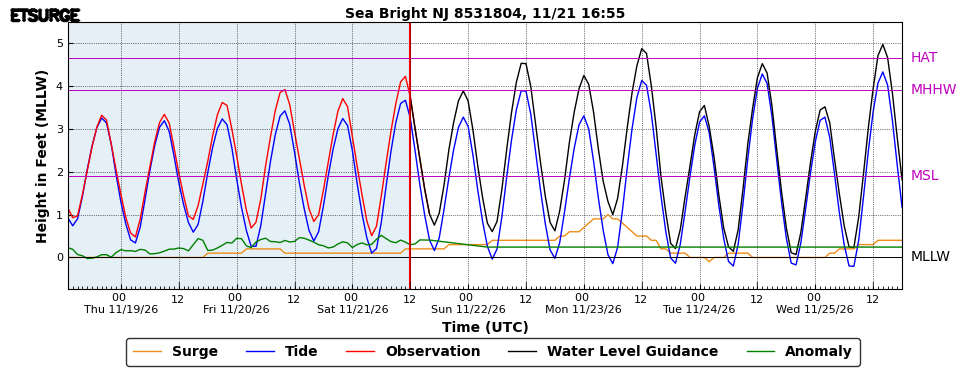 ETSURGE
Sea Bright NJ 8531804, 11/21 16:55
Height in Feet (MLLW)
5
4
3
2
1
0
HAT
MHHW
MSL
MLLW
00 12 00 12 00 12 00 12 00 12 00 12 00 12
Thu 11/19/26 Fri 11/20/26 Sat 11/21/26 Sun 11/22/26 Mon 11/23/26 Tue 11/24/26 Wed 11/25/26
Time (UTC)
Surge Tide Observation Water Level Guidance Anomaly